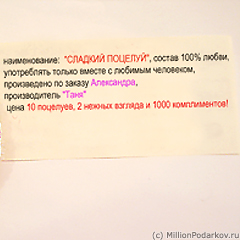 наименование: "СЛАДКИЙ ПОЦЕЛУЙ", состав 100% любви,
употреблять только вместе с любимым человеком,
произведено по заказу Александра,
производитель "Таня"
цена 10 поцелуев, 2 нежных взгляда и 1000 комплиментов!
(c) MillionPodarkov.ru